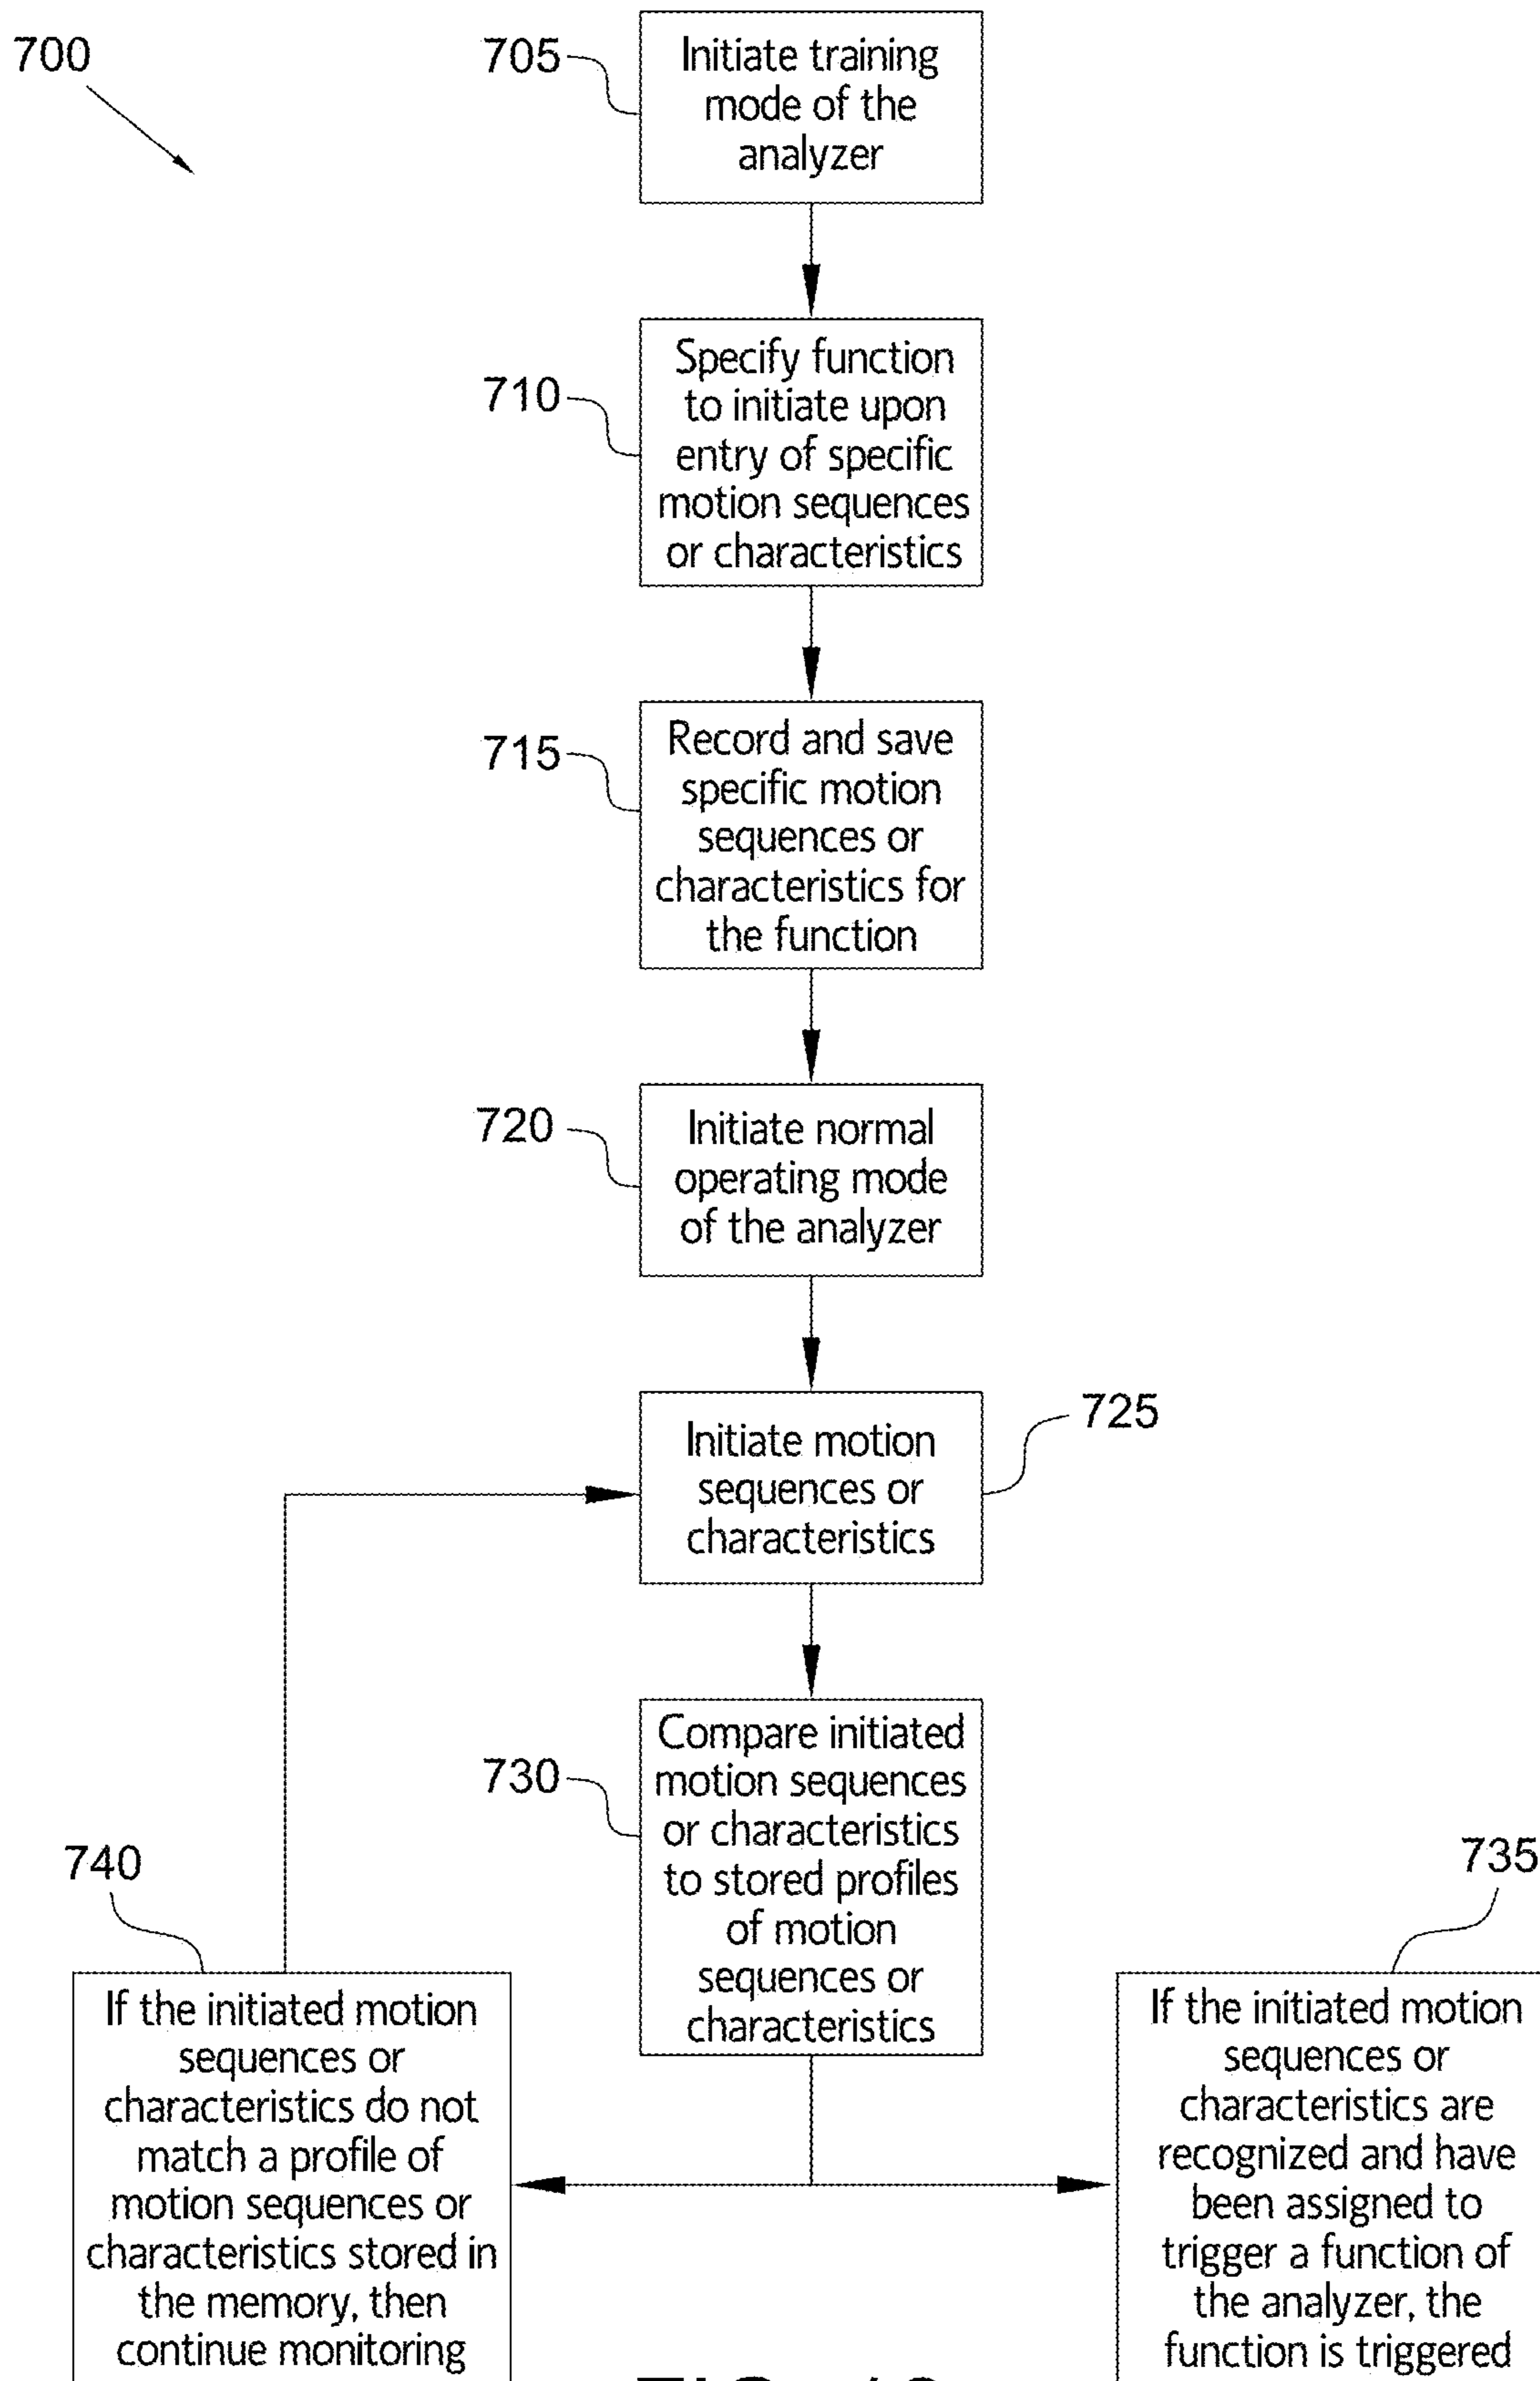 700
705
Initiate training
mode of the
analyzer
710
Specify function
to initiate upon
entry of specific
motion sequences
or characteristics
715
Record and save
specific motion
sequences or
characteristics for
the function
720
Initiate normal
operating mode
of the analyzer
725
Initiate motion
sequences or
characteristics
730
Compare initiated
motion sequences
or characteristics
to stored profiles
of motion
sequences or
characteristics
740
If the initiated motion
sequences or
characteristics do not
match a profile of
motion sequences or
characteristics stored in
the memory, then
continue monitoring
735
If the initiated motion
sequences or
characteristics are
recognized and have
been assigned to
trigger a function of
the analyzer, the
function is triggered